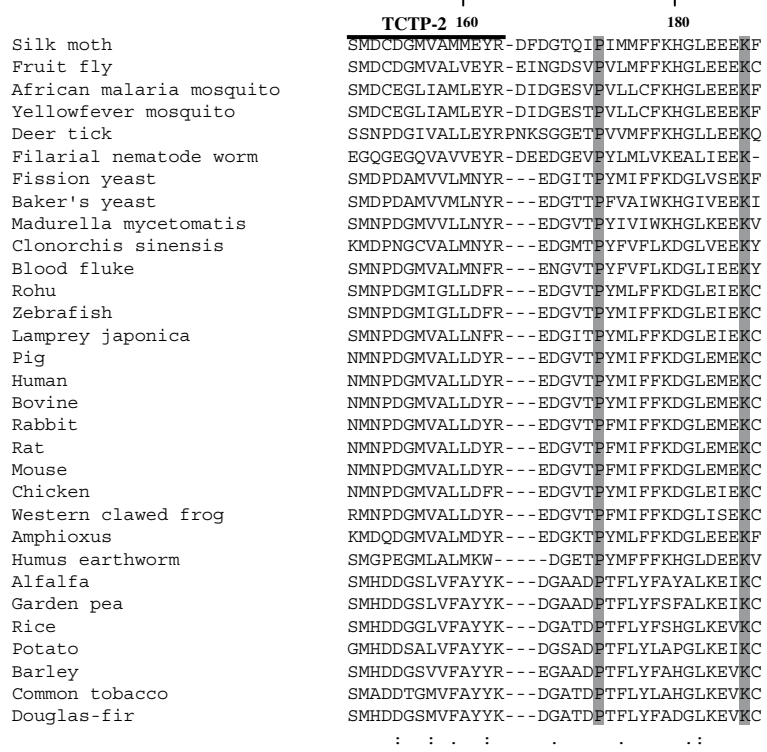 TCTP-2 160 180
Silk moth SMDCDGMVAMMEYR-DFDGTQIPIMMFFKHGLEEEKF
Fruit fly SMDCDGMVALVEYR-EINGDSVPVLMFFKHGLEEEKC
African malaria mosquito SMDCEGLIAMLEYR-DIDGESVPVLLCFKHGLEEEKF
Yellowfever mosquito SMDCEGLIAMLEYR-DIDGESTPVLLCFKHGLEEEKF
Deer tick SSNPDGIVALLEYRPNKSGGETPVVMFFKHGLLEEKQ
Filarial nematode worm EGQGEGQVAVVEYR-DEEDGEVPYLMLVKEALIEEK-
Fission yeast SMDPDAMVVLMNYR---EDGITPYMIFFKDGLVSEKF
Baker's yeast SMDPDAMVVMLNYR---EDGTTPFVAIWKHGIVEEKI
Madurella mycetomatis SMNPDGMVVLLNYR---EDGVTPYIVIWKHGLKEEKV
Clonorchis sinensis KMDPNGCVALMNYR---EDGMTPYFVFLKDGLVEEKY
Blood fluke SMNPDGMVALMNFR---ENGVTPYFVFLKDGLIEEKY
Rohu SMNPDGMIGLLDFR---EDGVTPYMLFFKDGLEIEKC
Zebrafish SMNPDGMIGLLDFR---EDGVTPYMIFFKDGLEIEKC
Lamprey japonica SMNPDGMVALLNFR---EDGITPYMLFFKDGLEIEKC
Pig NMNPDGMVALLDYR---EDGVTPYMIFFKDGLEMEKC
Human NMNPDGMVALLDYR---EDGVTPYMIFFKDGLEMEKC
Bovine NMNPDGMVALLDYR---EDGVTPYMIFFKDGLEMEKC
Rabbit NMNPDGMVALLDYR---EDGVTPFMIFFKDGLEMEKC
Rat NMNPDGMVALLDYR---EDGVTPFMIFFKDGLEMEKC
Mouse NMNPDGMVALLDYR---EDGVTPFMIFFKDGLEMEKC
Chicken NMNPDGMVALLDFR---EDGVTPYMIFFKDGLEIEKC
Western clawed frog RMNPDGMVALLDYR---EDGVTPFMIFFKDGLISEKC
Amphioxus KMDQDGMVALMDYR---EDGKTPYMLFFKDGLEEEKF
Humus earthworm SMGPEGMLALMKW-----DGETPYMFFFKHGLDEEKV
Alfalfa SMHDDGSLVFAYYK---DGAADPTFLYFAYALKEIKC
Garden pea SMHDDGSLVFAYYK---DGAADPTFLYFSFALKEIKC
Rice SMHDDGGLVFAYYK---DGATDPTFLYFSHGLKEVKC
Potato GMHDDSALVFAYYK---DGSADPTFLYLAPGLKEIKC
Barley SMHDDGSVVFAYYR---EGAADPTFLYFAHGLKEVKC
Common tobacco SMADDTGMVFAYYK---DGATDPTFLYLAHGLKEVKC
Douglas-fir SMHDDGSMVFAYYK---DGATDPTFLYFADGLKEVKC
: : . : . . .: